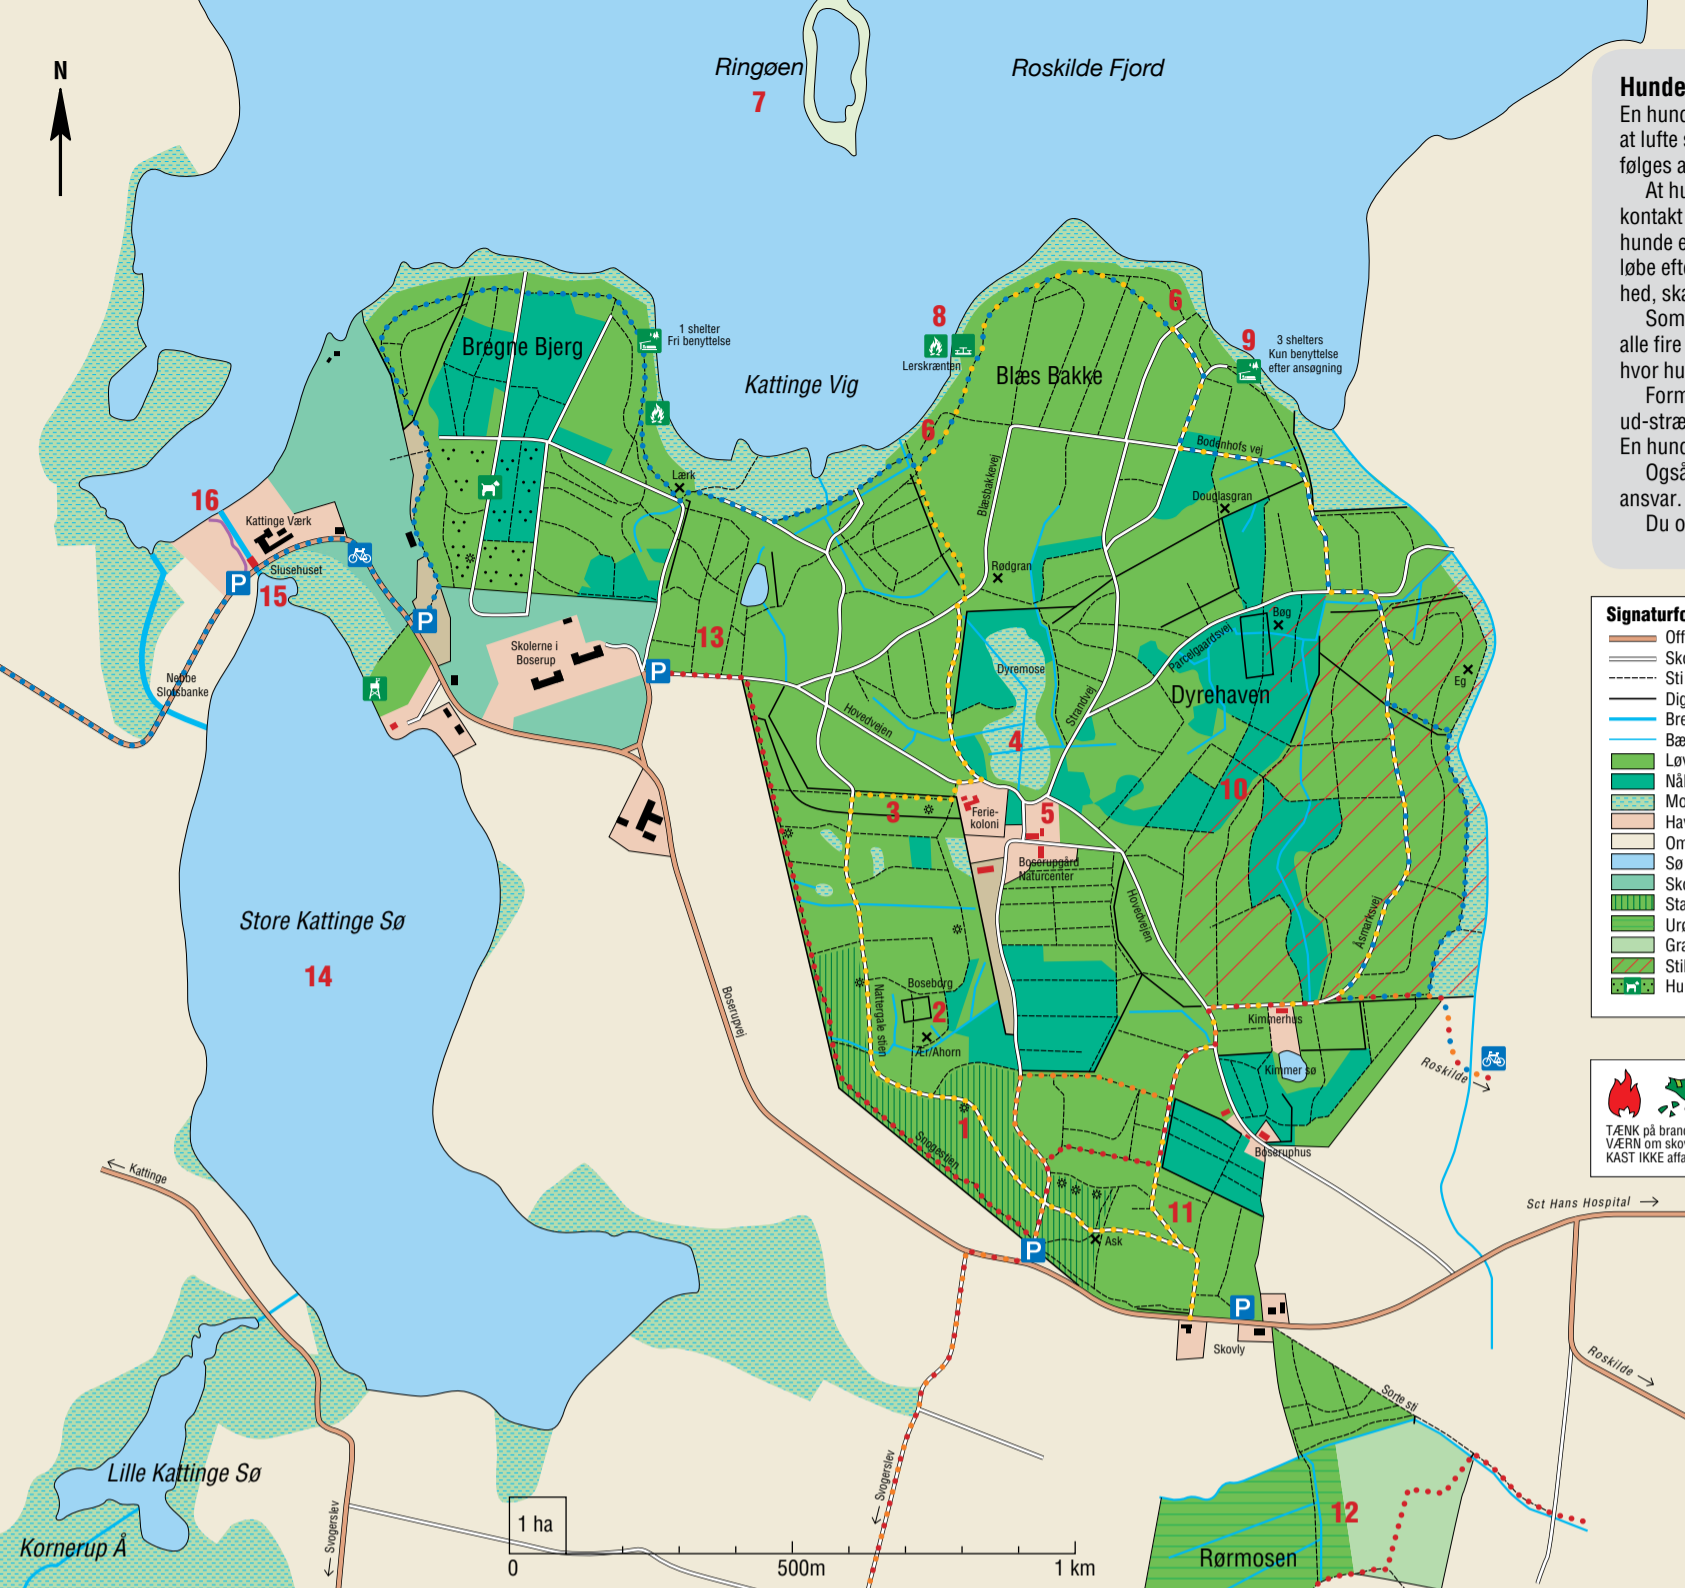 N
Ringøen
7
Roskilde Fjord
Hunde
En hund
at lufte s
følges a
At hu
kontakt
hunde e
løbe efte
hed, ska
Som
alle fire
hvor hu
Form
ud-stræ
En hund
Også
ansvar.
Du o
6
8
9
1 shelter
Fri benyttelse
3 shelters
Kun benyttelse
efter ansøgning
Bregne Bjerg
Lerskrænten
Blæs Bakke
Kattinge Vig
6
Bodenhofs vej
Blæsbakkevej
Lærk
Douglasgran
16
Kattinge Værk
Slusehuset
P
15
P
Rødgran
Bøg
13
Skolerne i
Boserup
P
Parcelgaardsvej
Nebbe
Slotsbanke
Dyremose
Eg
Dyrehaven
Strandvej
Hovedvejen
4
10
3
Ferie-
koloni
5
Boserupgård
Naturcenter
Hovedvejen
Åsmarksvej
Store Kattinge Sø
14
Boserupvej
Nattergale stien
Boseborg
2
Ær/Ahorn
Kimmerhus
Kimmer sø
Roskilde
1
Snogestien
Boseruphus
Kattinge
11
Ask
P
P
Skovly
Sct Hans Hospital
Roskilde
Sorte sti
Lille Kattinge Sø
Kornerup Å
Svogerslev
Svogerslev
1 ha
0
500m
1 km
12
Rørmosen
Signaturfo
Off
Sko
Sti
Dig
Bre
Bæ
Løv
Nål
Mo
Hav
Om
Sø
Sko
Sta
Urø
Gra
Stil
Hu
TÆNK på brand
VÆRN om skov
KAST IKKE affa